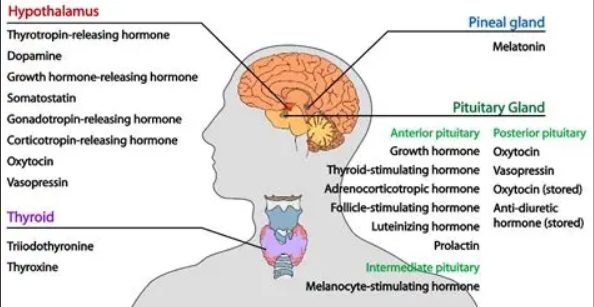 Hypothalamus
Thyrotropin-releasing hormone
Dopamine
Growth hormone-releasing hormone
Somatostatin
Gonadotropin-releasing hormone
Corticotropin-releasing hormone
Oxytocin
Vasopressin
Thyroid
Triiodothyronine
Thyroxine
Pineal gland
Melatonin
Pituitary Gland
Anterior pituitary
Growth hormone
Thyroid-stimulating hormone
Adrenocorticotropic hormone
Follicle-stimulating hormone
Luteinizing hormone
Prolactin
Intermediate pituitary
Melanocyte-stimulating hormone
Posterior pituitary
Oxytocin
Vasopressin
Oxytocin (stored)
Anti-diuretic
hormone (stored)